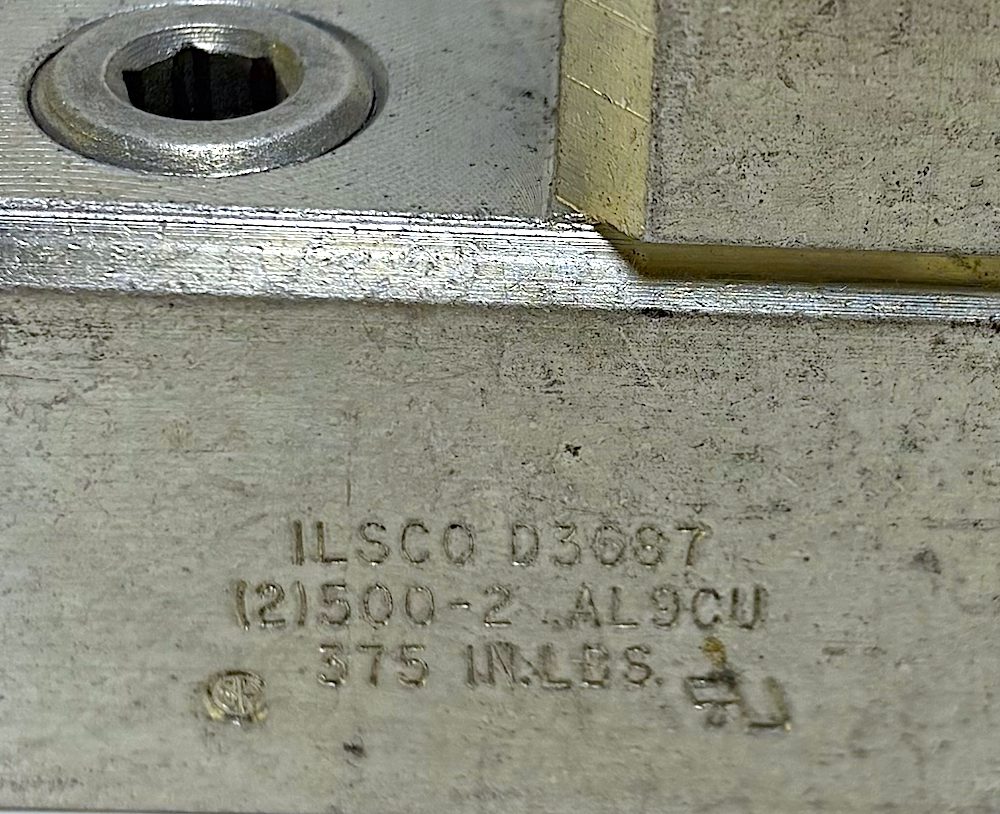 ILSCO D3687
(2)500-2 AL9CU
375 IN.LBS.